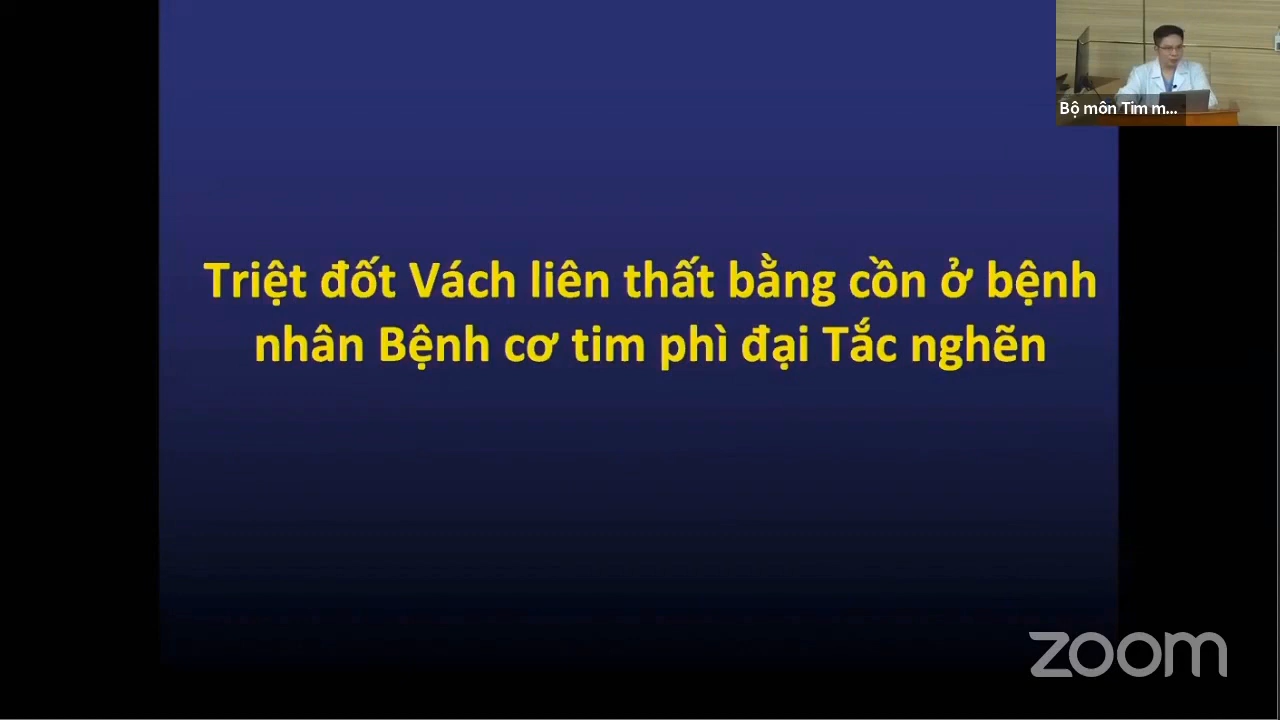 Bộ môn Tim m...
Triệt đốt Vách liên thất bằng cồn ở bệnh
nhân Bệnh cơ tim phì đại Tắc nghẽn
zoom